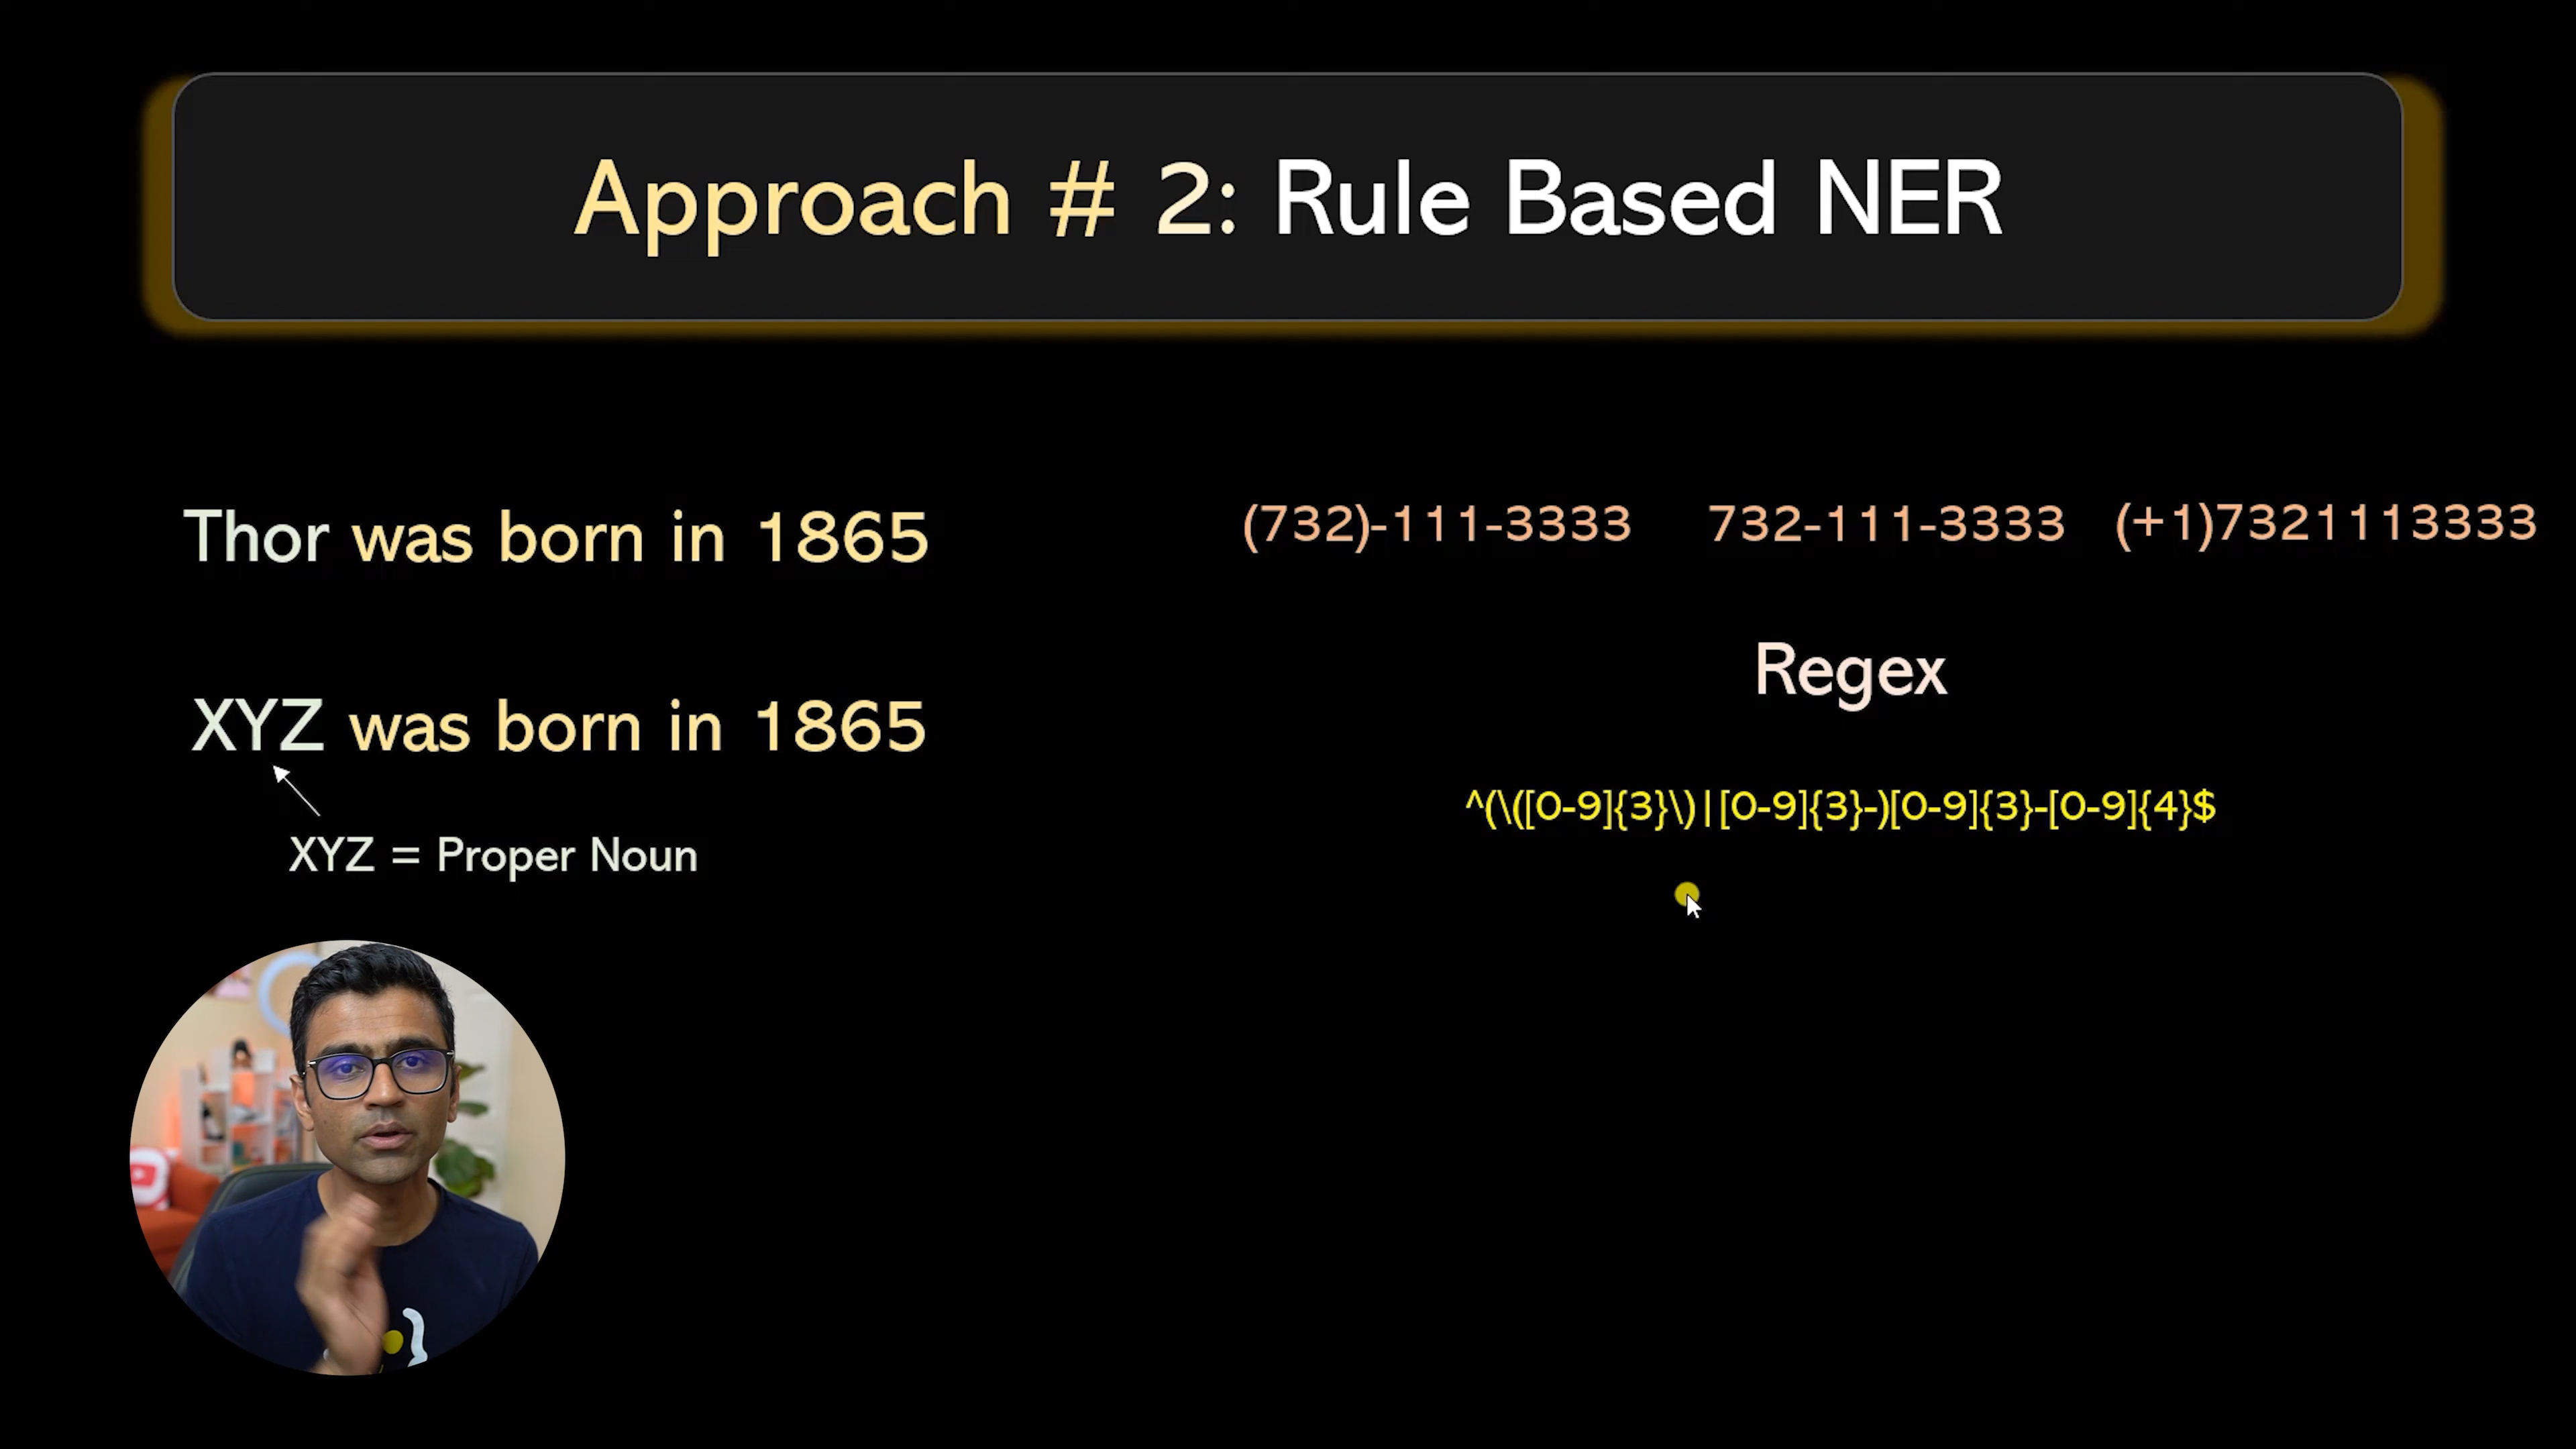 Approach # 2: Rule Based NER
Thor was born in 1865
XYZ was born in 1865
XYZ = Proper Noun
(732)-111-3333 732-111-3333 (+1)7321113333
Regex
^(\([0-9]{3}\)|[0-9]{3}-)[0-9]{3}-[0-9]{4}$